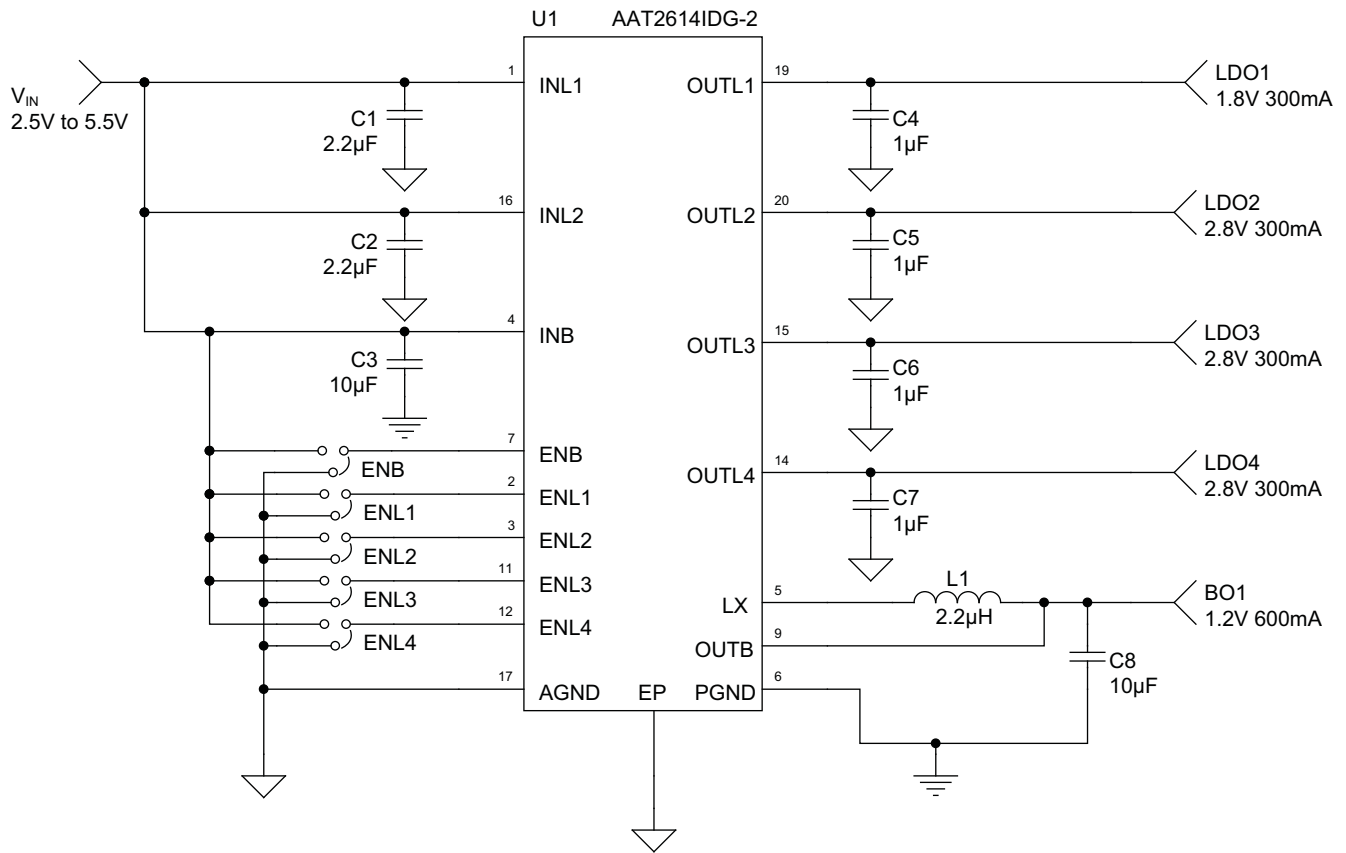 U1 AAT2614IDG-2
V<sub>IN</sub>
2.5V to 5.5V
1 INL1
C1
2.2µF
16 INL2
C2
2.2µF
4 INB
C3
10µF
7 ENB
ENB
2 ENL1
ENL1
3 ENL2
ENL2
11 ENL3
ENL3
12 ENL4
ENL4
17 AGND
EP
PGND 6
OUTL1 19
C4
1µF
LDO1
1.8V 300mA
OUTL2 20
C5
1µF
LDO2
2.8V 300mA
OUTL3 15
C6
1µF
LDO3
2.8V 300mA
OUTL4 14
C7
1µF
LDO4
2.8V 300mA
LX 5
L1
2.2µH
BO1
1.2V 600mA
OUTB 9
C8
10µF